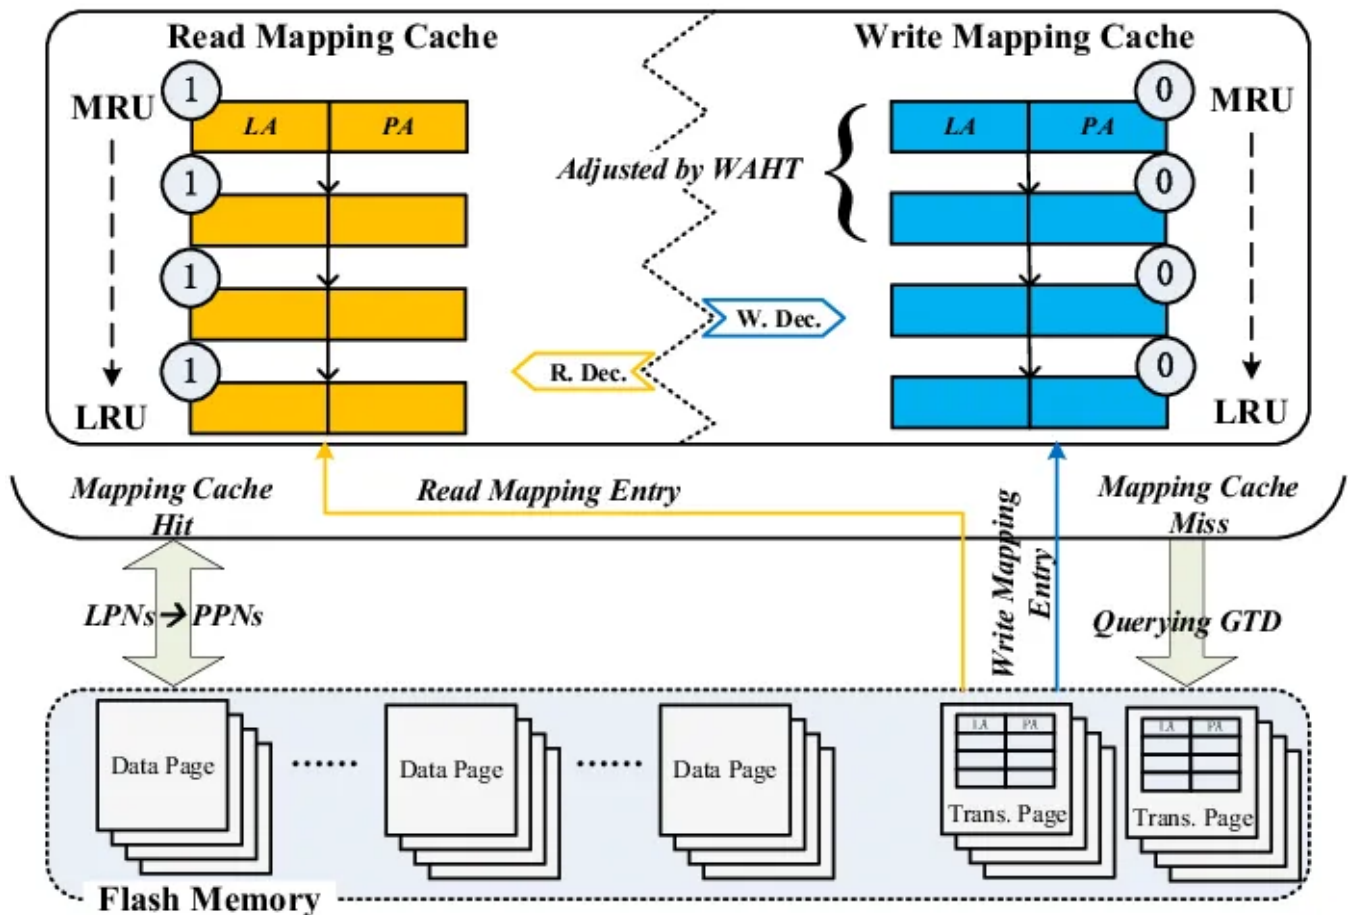 Read Mapping Cache
Write Mapping Cache
MRU
1
LA PA
1
1
1
LRU
Adjusted by WAHT
W. Dec.
R. Dec.
0
MRU
LA PA
0
0
0
LRU
Mapping Cache
Hit
Read Mapping Entry
Write Mapping
Entry
Mapping Cache
Miss
LPNs→PPNs
Querying GTD
Data Page
......
Data Page
......
Data Page
LA PA
Trans. Page
LA PA
Trans. Page
Flash Memory